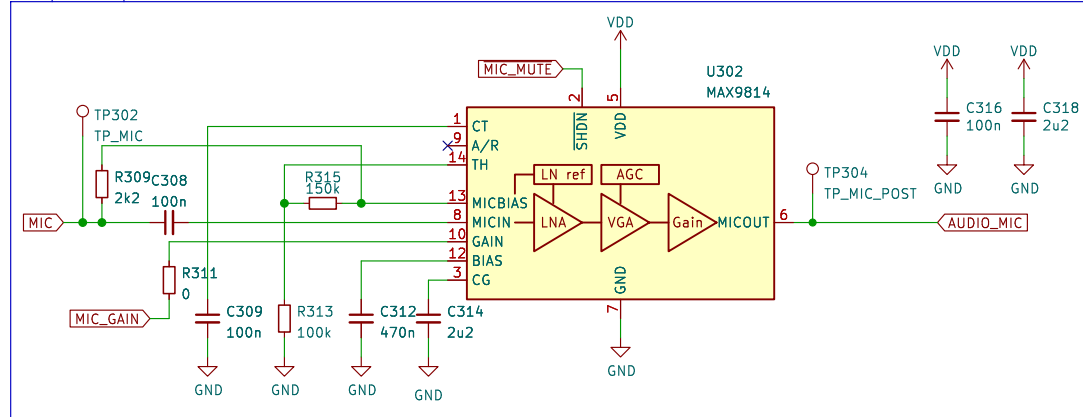 VDD
MIC_MUTE
U302
MAX9814
2
5
SHDN
VDD
TP302
TP_MIC
1
CT
9
A/R
14
TH
R309
2k2
C308
100n
R315
150k
LN ref
AGC
13
MICBIAS
MIC
8
MICIN
LNA
VGA
Gain
MICOUT
6
TP304
TP_MIC_POST
AUDIO_MIC
10
GAIN
12
BIAS
3
CG
R311
0
MIC_GAIN
C309
100n
R313
100k
C312
470n
C314
2u2
GND
7
GND
GND
GND
GND
GND
VDD
C316
100n
GND
VDD
C318
2u2
GND